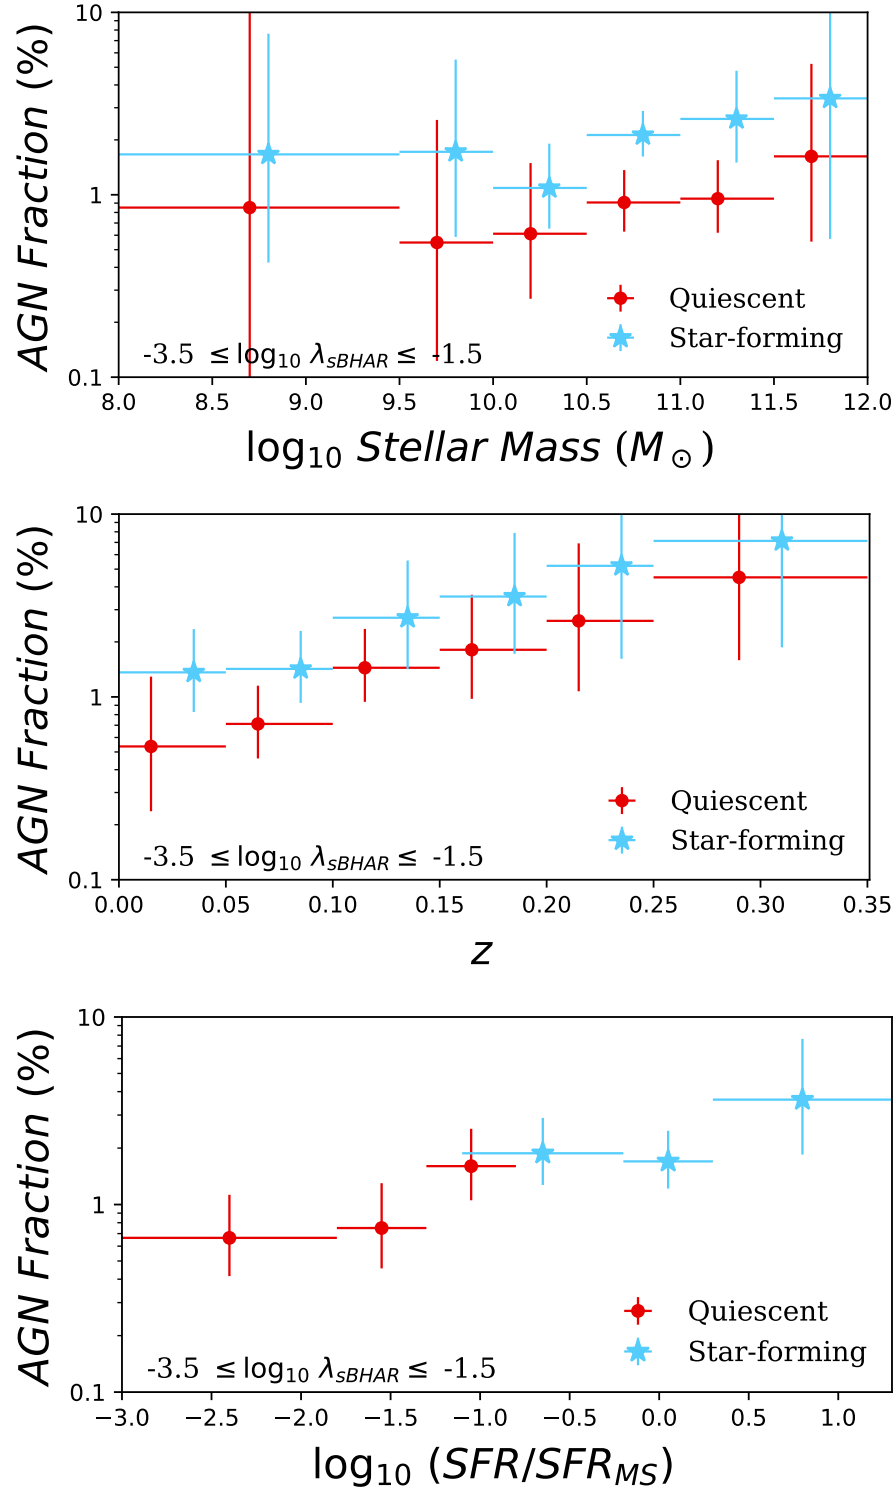 10
1
0.1
AGN Fraction (%)
Quiescent
Star-forming
-3.5 ≤log₁₀ λsBHAR≤ -1.5
8.0 8.5 9.0 9.5 10.0 10.5 11.0 11.5 12.0
log₁₀ Stellar Mass (M⊙)
10
1
0.1
AGN Fraction (%)
Quiescent
Star-forming
-3.5 ≤log₁₀ λsBHAR≤ -1.5
0.00 0.05 0.10 0.15 0.20 0.25 0.30 0.35
z
10
1
0.1
AGN Fraction (%)
Quiescent
Star-forming
-3.5 ≤log₁₀ λsBHAR≤ -1.5
−3.0 −2.5 −2.0 −1.5 −1.0 −0.5 0.0 0.5 1.0
log₁₀ (SFR/SFRMS)